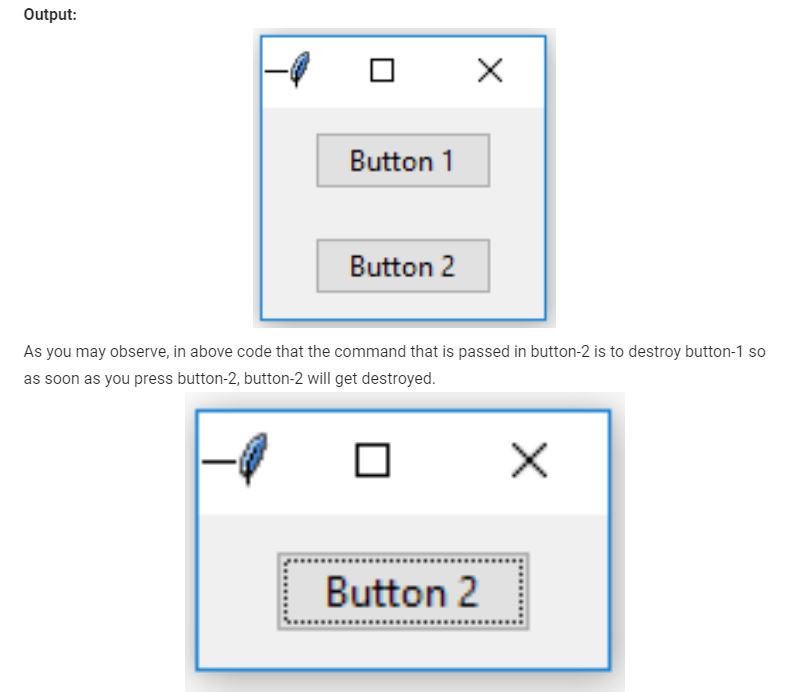 Output:
Button 1
Button 2
As you may observe, in above code that the command that is passed in button-2 is to destroy button-1 so
as soon as you press button-2, button-2 will get destroyed.
Button 2